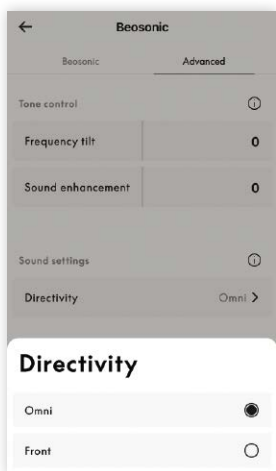 Beosonic
Beosonic Advanced
Tone control
Frequency tilt 0
Sound enhancement 0
Sound settings
Directivity Omni
Directivity
Omni
Front